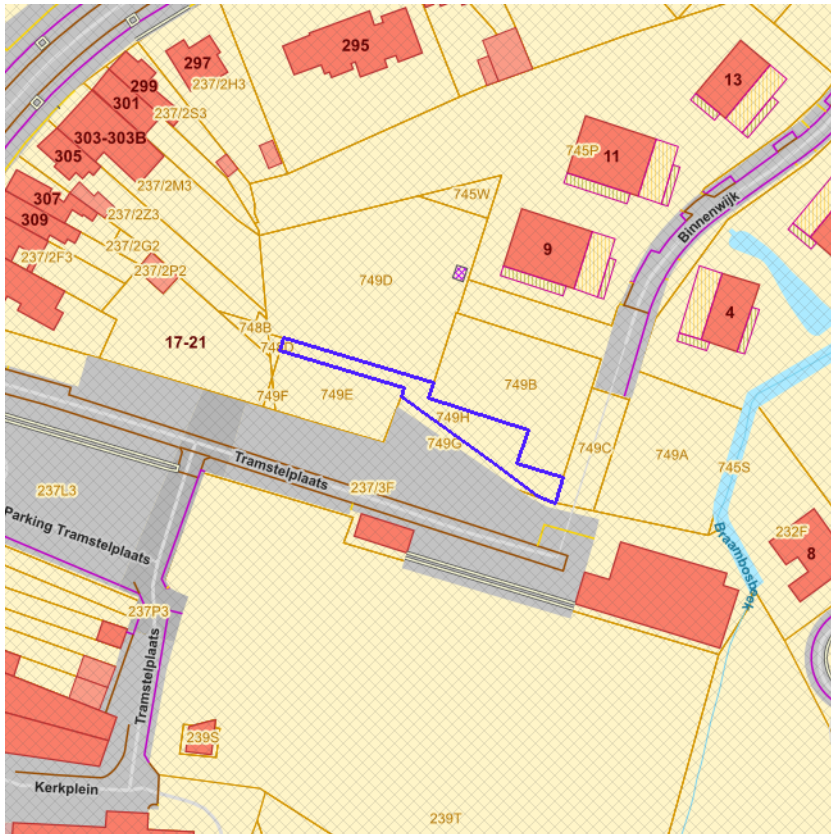 295
297
237/2H3
299
301
237/2S3
303-303B
305
237/2M3
307
309
237/2Z3
237/2G2
237/2F3
237/2P2
13
745P
11
745W
Binnenwijk
9
749D
4
748B
17-21
749B
749E
749F
749H
749G
749C
749A
745S
Tramstelplaats
237/3F
237L3
Parking Tramstelplaats
232F
8
Braambosbeek
237P3
Tramstelplaats
239S
Kerkplein
239T